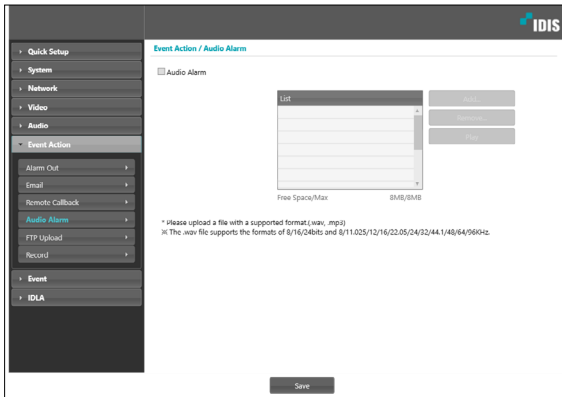 IDIS
Quick Setup
System
Network
Video
Audio
Event Action
Alarm Out
Email
Remote Callback
Audio Alarm
FTP Upload
Record
Event
IDLA
Event Action / Audio Alarm
Audio Alarm
List
Add...
Remove...
Play
Free Space/Max 8MB/8MB
* Please upload a file with a supported format.(.wav, .mp3)
※ The .wav file supports the formats of 8/16/24bits and 8/11.025/12/16/22.05/24/32/44.1/48/64/96KHz.
Save